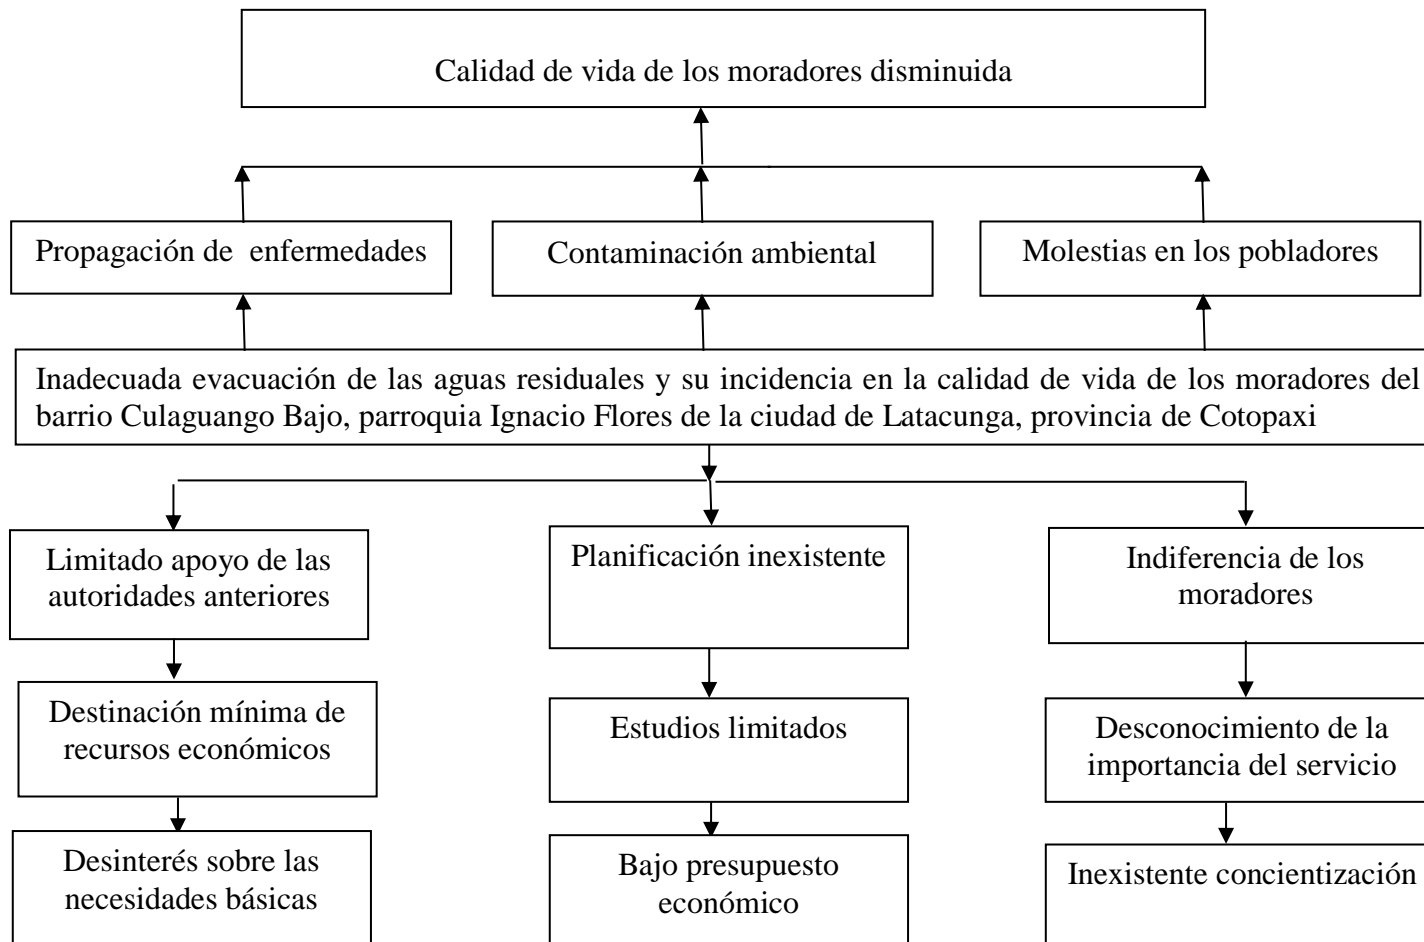 Calidad de vida de los moradores disminuida
Propagación de  enfermedades
Contaminación ambiental
Molestias en los pobladores
Inadecuada evacuación de las aguas residuales y su incidencia en la calidad de vida de los moradores del
barrio Culaguango Bajo, parroquia Ignacio Flores de la ciudad de Latacunga, provincia de Cotopaxi
Limitado apoyo de las
autoridades anteriores
Planificación inexistente
Indiferencia de los
moradores
Destinación mínima de
recursos económicos
Estudios limitados
Desconocimiento de la
importancia del servicio
Desinterés sobre las
necesidades básicas
Bajo presupuesto
económico
Inexistente concientización